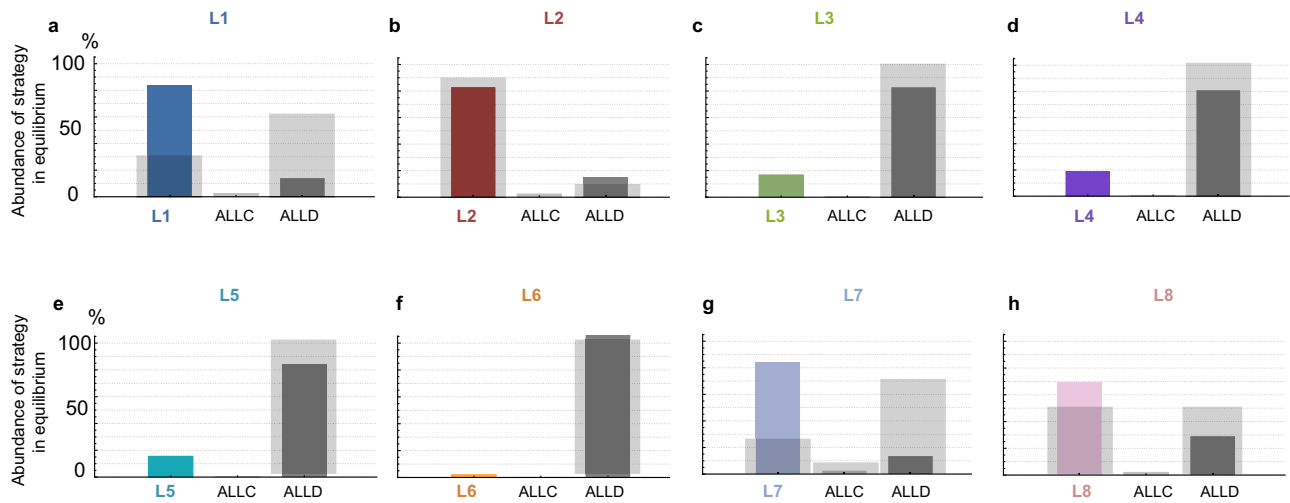 a L1
b L2
c L3
d L4
%
100
50
0
Abundance of strategy
in equilibrium
L1 ALLC ALLD
L2 ALLC ALLD
L3 ALLC ALLD
L4 ALLC ALLD
e L5
f L6
g L7
h L8
%
100
50
0
Abundance of strategy
in equilibrium
L5 ALLC ALLD
L6 ALLC ALLD
L7 ALLC ALLD
L8 ALLC ALLD